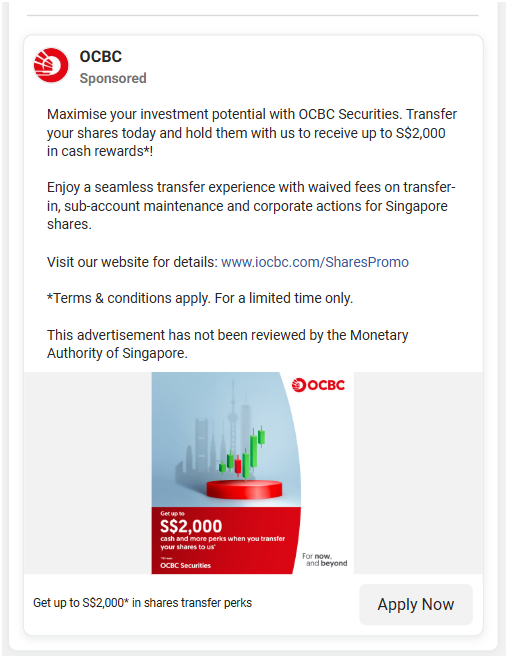 OCBC
Sponsored
Maximise your investment potential with OCBC Securities. Transfer
your shares today and hold them with us to receive up to S$2,000
in cash rewards*!
Enjoy a seamless transfer experience with waived fees on transfer-
in, sub-account maintenance and corporate actions for Singapore
shares.
Visit our website for details: www.iocbc.com/SharesPromo
*Terms & conditions apply. For a limited time only.
This advertisement has not been reviewed by the Monetary
Authority of Singapore.
OCBC
Get up to
S$2,000
cash and more perks when you transfer
your shares to us*
OCBC Securities
For now,
and beyond
Get up to S$2,000* in shares transfer perks
Apply Now